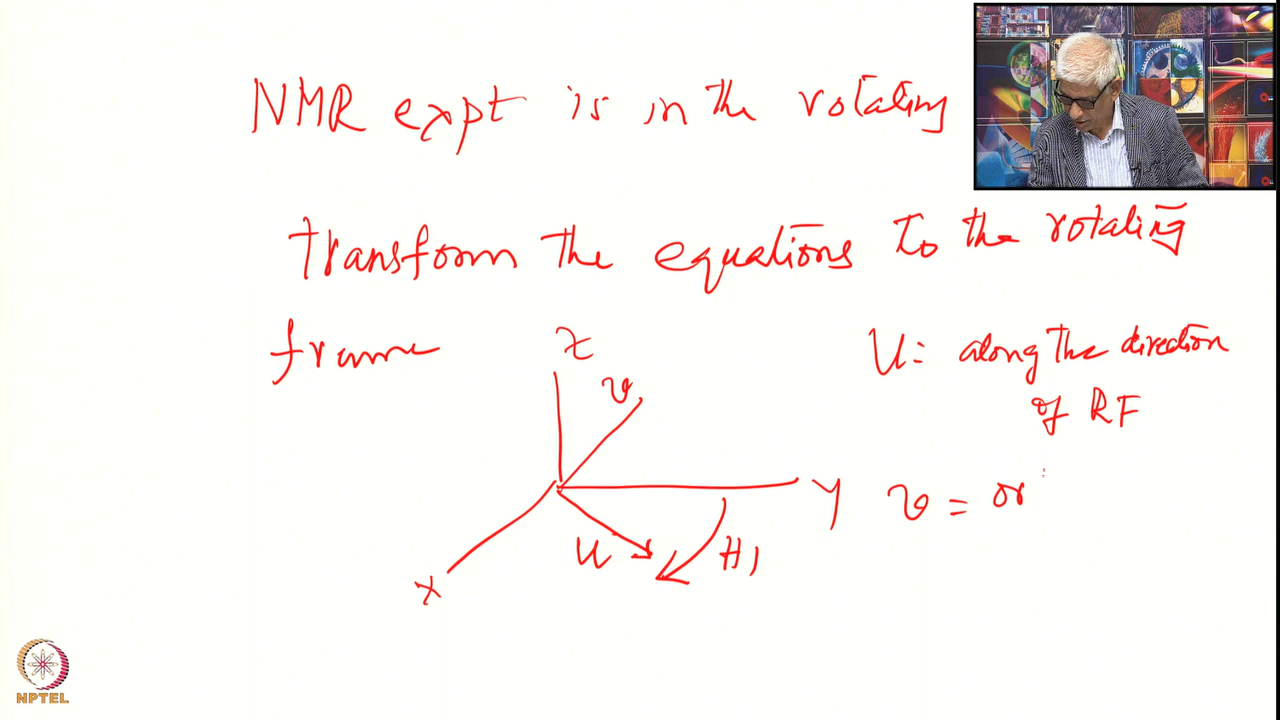 NMR expt is in the rotating
transform the equations to the rotating
frame
Z
v
U = along the direction
of RF
Y
v = or
U
H1
X
NPTEL